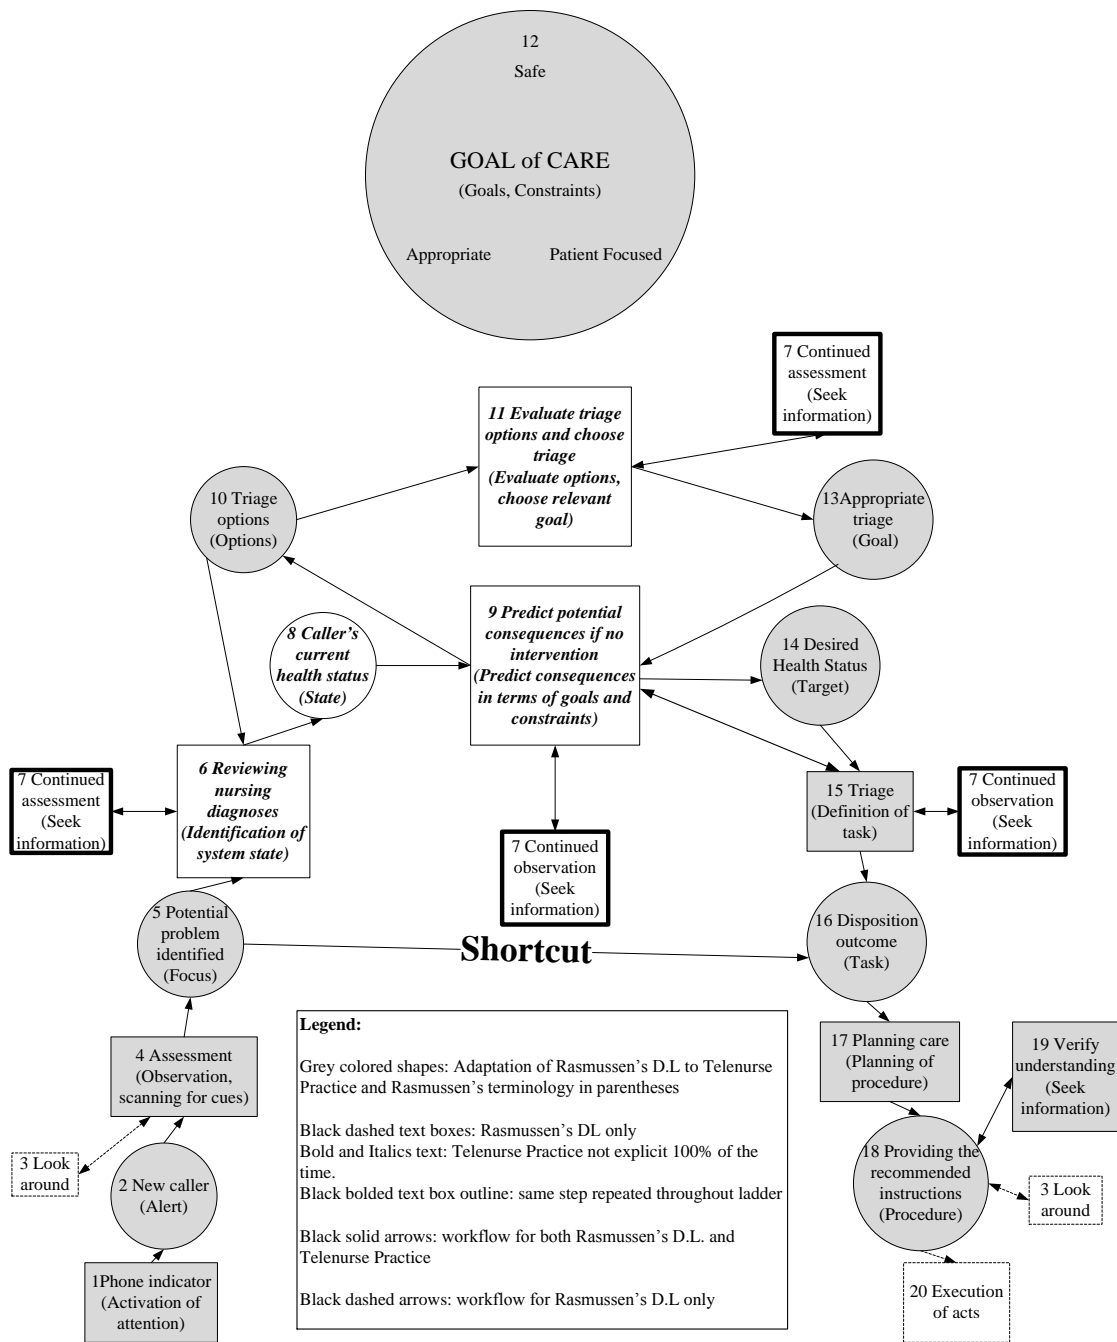 12
Safe
GOAL of CARE
(Goals, Constraints)
Appropriate
Patient Focused
7 Continued
assessment
(Seek
information)
11 Evaluate triage
options and choose
triage
(Evaluate options,
choose relevant
goal)
10 Triage
options
(Options)
13Appropriate
triage
(Goal)
9 Predict potential
consequences if no
intervention
(Predict consequences
in terms of goals and
constraints)
8 Caller's
current
health status
(State)
14 Desired
Health Status
(Target)
6 Reviewing
nursing
diagnoses
(Identification of
system state)
7 Continued
assessment
(Seek
information)
15 Triage
(Definition of
task)
7 Continued
observation
(Seek
information)
7 Continued
observation
(Seek
information)
5 Potential
problem
identified
(Focus)
Shortcut
16 Disposition
outcome
(Task)
4 Assessment
(Observation,
scanning for cues)
17 Planning care
(Planning of
procedure)
19 Verify
understanding
(Seek
information)
3 Look
around
2 New caller
(Alert)
18 Providing the
recommended
instructions
(Procedure)
3 Look
around
1Phone indicator
(Activation of
attention)
20 Execution
of acts
Legend:
Grey colored shapes: Adaptation of Rasmussen's D.L to Telenurse
Practice and Rasmussen's terminology in parentheses
Black dashed text boxes: Rasmussen's DL only
Bold and Italics text: Telenurse Practice not explicit 100% of the
time.
Black bolded text box outline: same step repeated throughout ladder
Black solid arrows: workflow for both Rasmussen's D.L. and
Telenurse Practice
Black dashed arrows: workflow for Rasmussen's D.L only